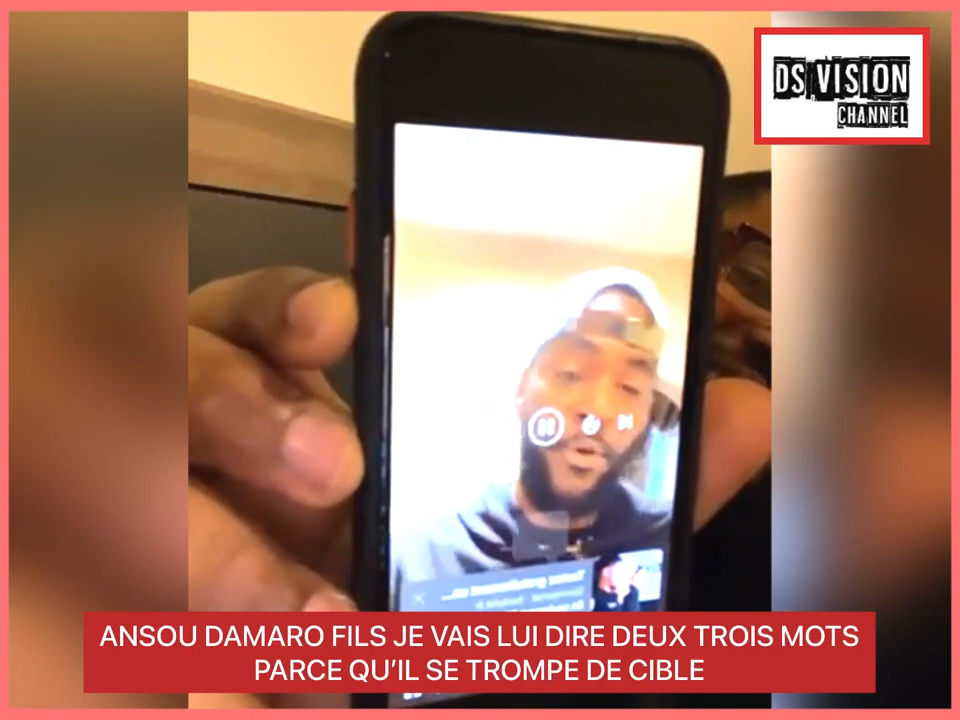 DS VISION
CHANNEL
ANSOU DAMARO FILS JE VAIS LUI DIRE DEUX TROIS MOTS
PARCE QU'IL SE TROMPE DE CIBLE